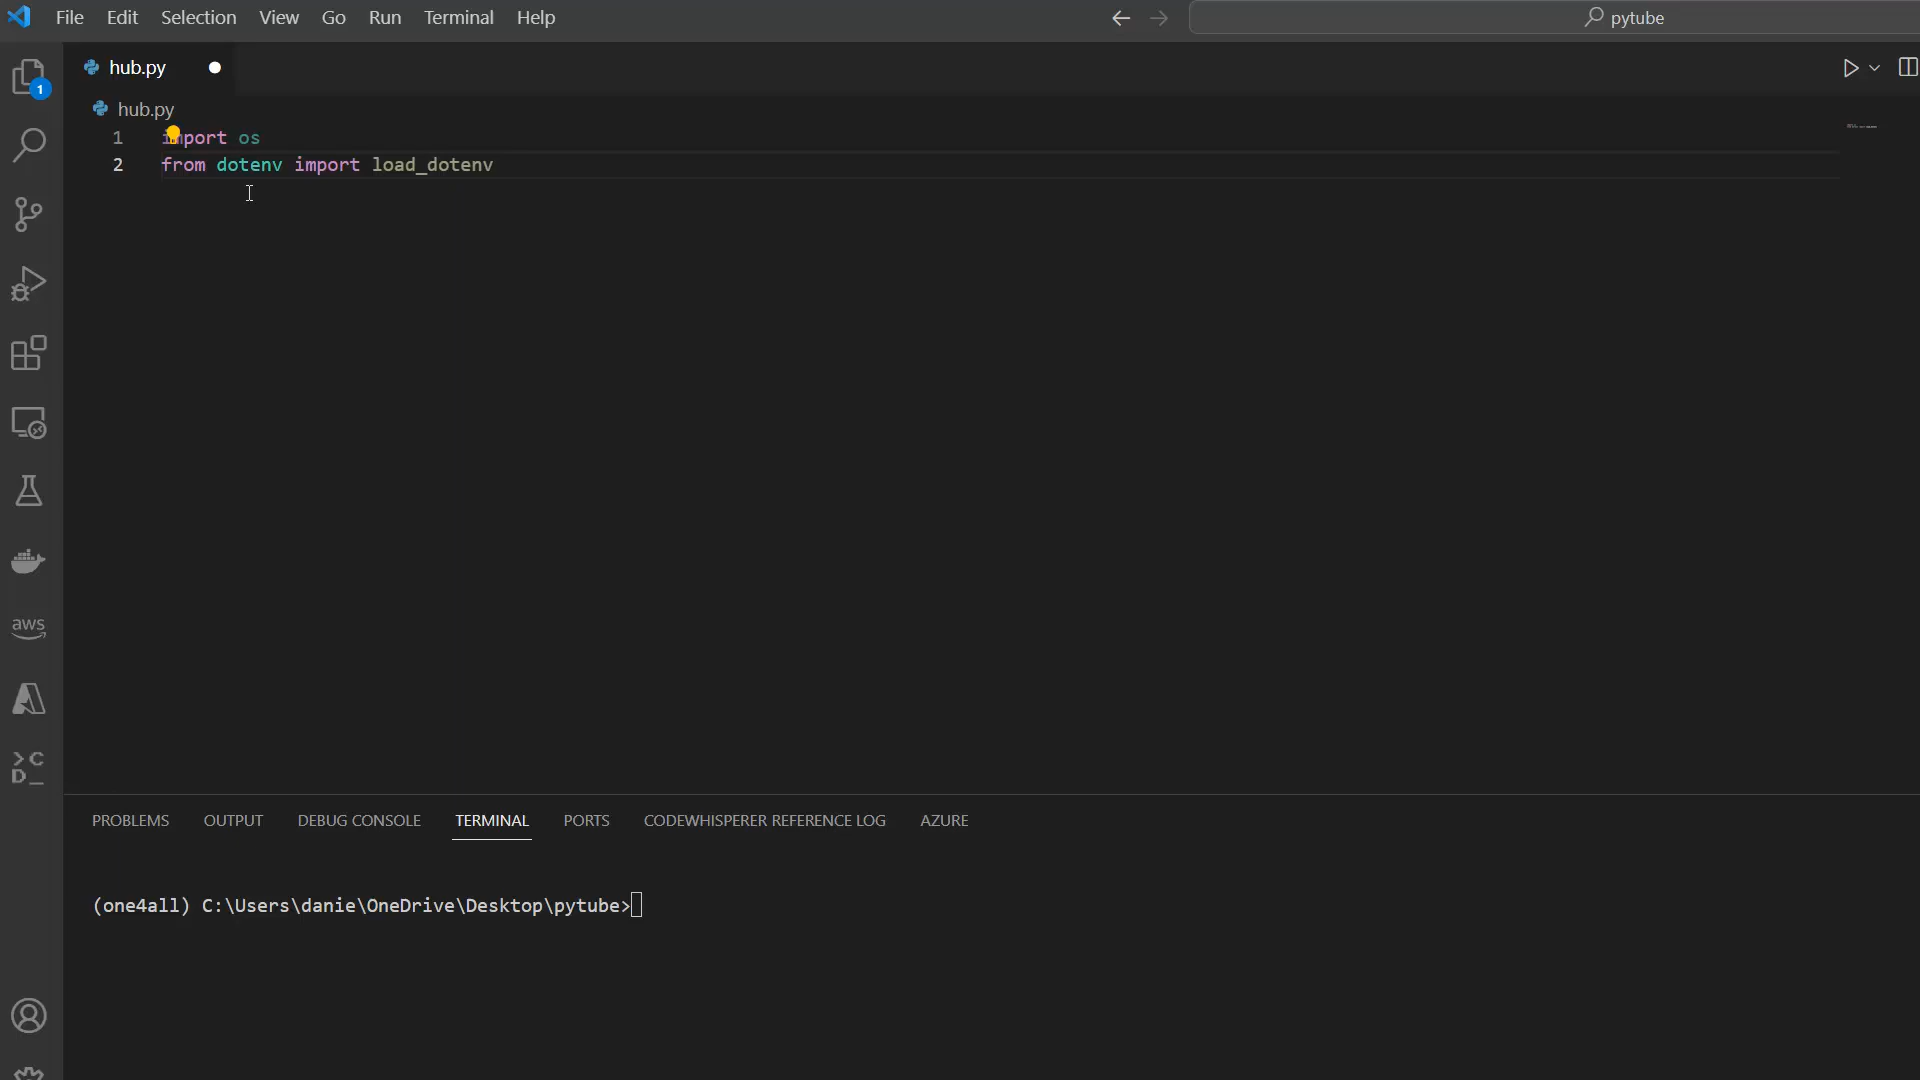 File Edit Selection View Go Run Terminal Help
pytube
1
hub.py
hub.py
1 import os
2 from dotenv import load_dotenv
aws
>C
D_
PROBLEMS OUTPUT DEBUG CONSOLE TERMINAL PORTS CODEWHISPERER REFERENCE LOG AZURE
(one4all) C:\Users\danie\OneDrive\Desktop\pytube>